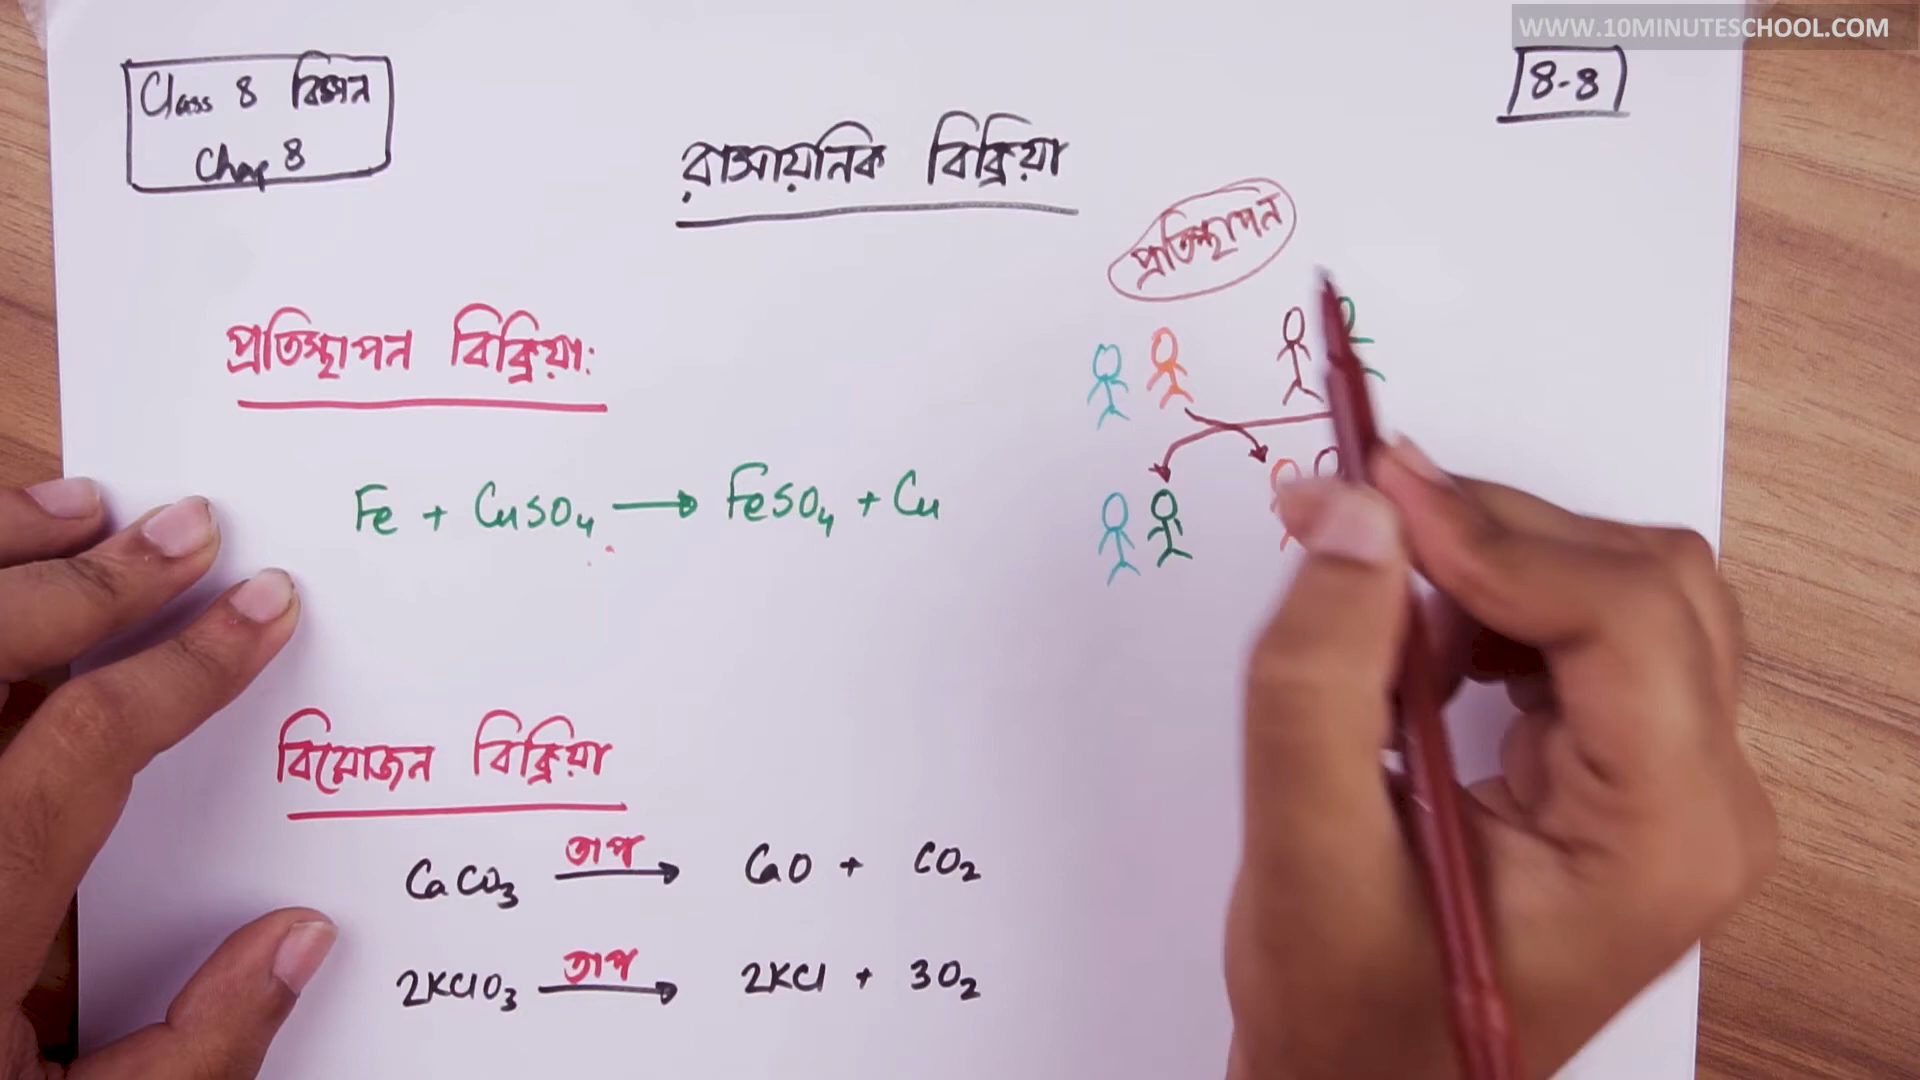 WWW.10MINUTESCHOOL.COM
Class 8 বিজ্ঞান
Chap 8
8-8
রাসায়নিক বিক্রিয়া
প্রতিস্থাপন
প্রতিস্থাপন বিক্রিয়া:
Fe + CuSO₄ → FeSO₄ + Cu
বিয়োজন বিক্রিয়া
CaCO₃ তাপ → CaO + CO₂
2KClO₃ তাপ → 2KCl + 3O₂